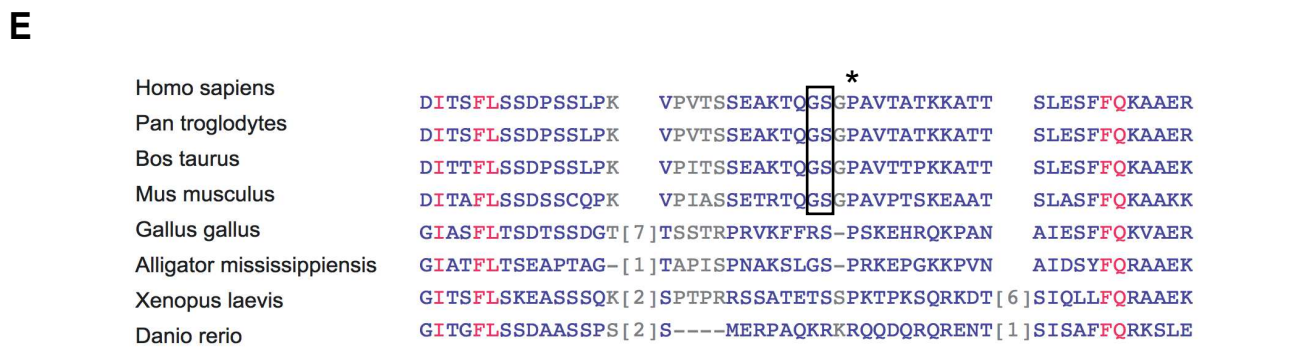 E
*
Homo sapiens DITSFLSSDPSSLPK VPVTSSEAKTQGSGPAVTATKKATT SLESFFQKAAER
Pan troglodytes DITSFLSSDPSSLPK VPVTSSEAKTQGSGPAVTATKKATT SLESFFQKAAER
Bos taurus DITTFLSSDPSSLPK VPITSSEAKTQGSGPAVTTPKKATT SLESFFQKAAEK
Mus musculus DITAFLSSDSSCQPK VPIASSETRTQGSGPAVPTSKEAAT SLASFFQKAAKK
Gallus gallus GIASFLTSDTSSDGT[7]TSSTRPRVKFFRS-PSKEHRQKPAN AIESFFQKVAER
Alligator mississippiensis GIATFLTSEAPTAG-[1]TAPISPNAKSLGS-PRKEPGKKPVN AIDSYFQRAAEK
Xenopus laevis GITSFLSKEASSSQK[2]SPTPRRSSATETSSPKTPKSQRKDT[6]SIQLLFQRAAEK
Danio rerio GITGFLSSDAASSPS[2]S----MERPAQKRKRQQDQRQRENT[1]SISAFFQRKSLE